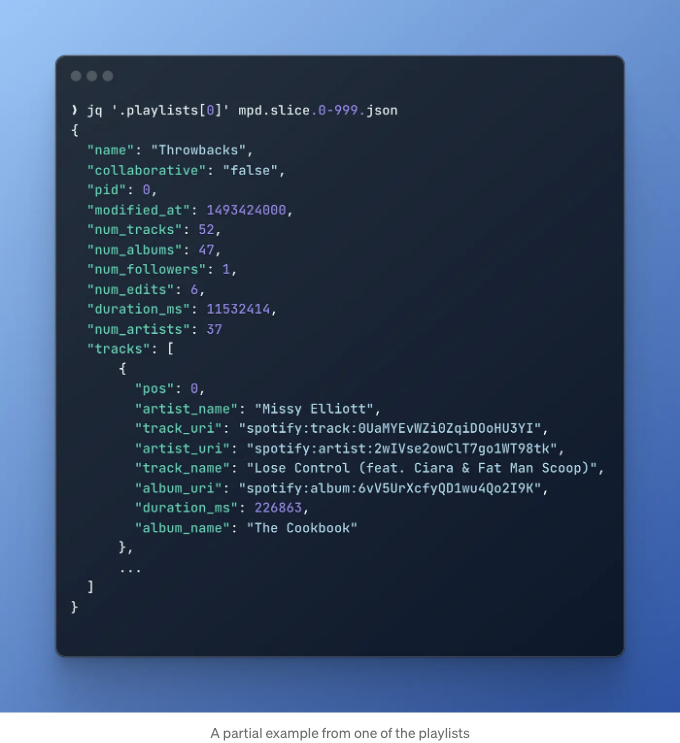 ❯ jq '.playlists[0]' mpd.slice.0-999.json
{
"name": "Throwbacks",
"collaborative": "false",
"pid": 0,
"modified_at": 1493424000,
"num_tracks": 52,
"num_albums": 47,
"num_followers": 1,
"num_edits": 6,
"duration_ms": 11532414,
"num_artists": 37
"tracks": [
{
"pos": 0,
"artist_name": "Missy Elliott",
"track_uri": "spotify:track:0UaMYEvWZi0ZqiDOoHU3YI",
"artist_uri": "spotify:artist:2wIVse2owClT7go1WT98tk",
"track_name": "Lose Control (feat. Ciara & Fat Man Scoop)",
"album_uri": "spotify:album:6vV5UrXcfyQD1wu4Qo2I9K",
"duration_ms": 226863,
"album_name": "The Cookbook"
},
...
]
}
A partial example from one of the playlists